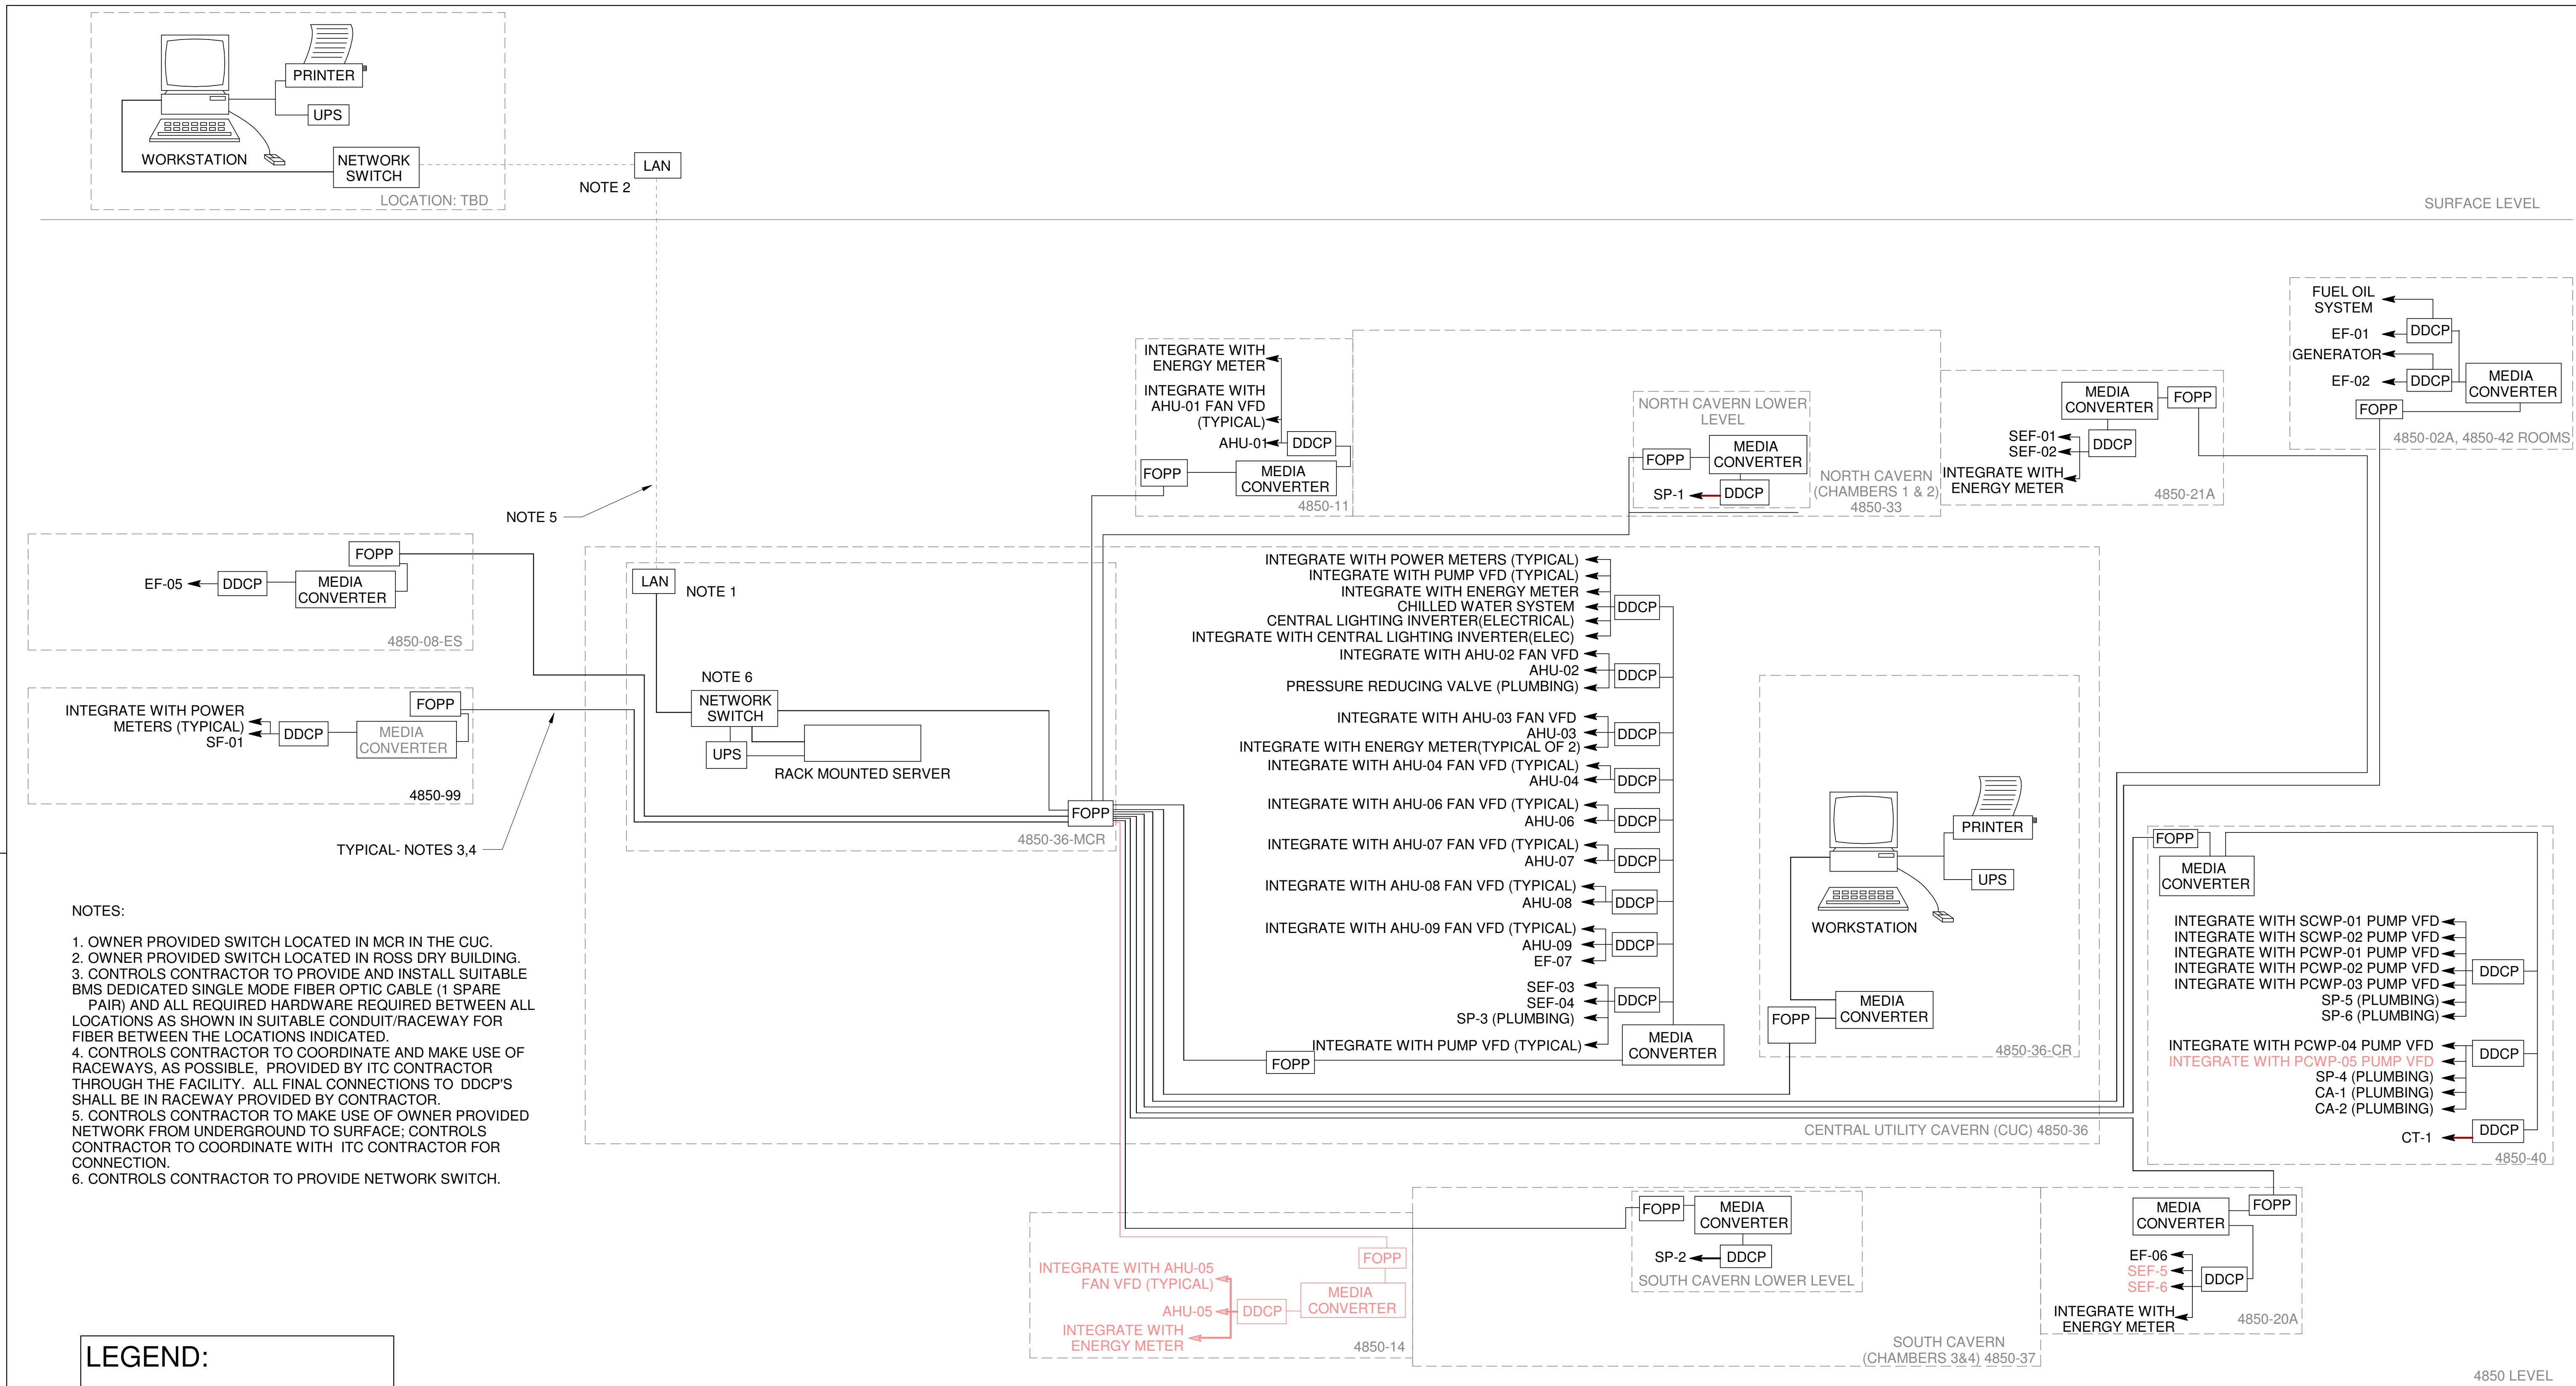 PRINTER
UPS
WORKSTATION
NETWORK
SWITCH
LOCATION: TBD
LAN
NOTE 2
SURFACE LEVEL
NOTE 5
FOPP
EF-05
DDCP
MEDIA
CONVERTER
4850-08-ES
FOPP
INTEGRATE WITH POWER
METERS (TYPICAL)
SF-01
DDCP
MEDIA
CONVERTER
4850-99
TYPICAL- NOTES 3,4
LAN
NOTE 1
NOTE 6
NETWORK
SWITCH
UPS
RACK MOUNTED SERVER
FOPP
4850-36-MCR
INTEGRATE WITH
ENERGY METER
INTEGRATE WITH
AHU-01 FAN VFD
(TYPICAL)
AHU-01
DDCP
FOPP
MEDIA
CONVERTER
4850-11
NORTH CAVERN LOWER
LEVEL
FOPP
MEDIA
CONVERTER
SP-1
DDCP
NORTH CAVERN
(CHAMBERS 1 & 2)
4850-33
MEDIA
CONVERTER
FOPP
SEF-01
SEF-02
DDCP
INTEGRATE WITH
ENERGY METER
4850-21A
FUEL OIL
SYSTEM
EF-01
DDCP
GENERATOR
EF-02
DDCP
MEDIA
CONVERTER
FOPP
4850-02A, 4850-42 ROOMS
INTEGRATE WITH POWER METERS (TYPICAL)
INTEGRATE WITH PUMP VFD (TYPICAL)
INTEGRATE WITH ENERGY METER
CHILLED WATER SYSTEM
CENTRAL LIGHTING INVERTER(ELECTRICAL)
INTEGRATE WITH CENTRAL LIGHTING INVERTER(ELEC)
DDCP
INTEGRATE WITH AHU-02 FAN VFD
AHU-02
PRESSURE REDUCING VALVE (PLUMBING)
DDCP
INTEGRATE WITH AHU-03 FAN VFD
AHU-03
INTEGRATE WITH ENERGY METER(TYPICAL OF 2)
DDCP
INTEGRATE WITH AHU-04 FAN VFD (TYPICAL)
AHU-04
DDCP
INTEGRATE WITH AHU-06 FAN VFD (TYPICAL)
AHU-06
DDCP
INTEGRATE WITH AHU-07 FAN VFD (TYPICAL)
AHU-07
DDCP
INTEGRATE WITH AHU-08 FAN VFD (TYPICAL)
AHU-08
DDCP
INTEGRATE WITH AHU-09 FAN VFD (TYPICAL)
AHU-09
EF-07
DDCP
SEF-03
SEF-04
SP-3 (PLUMBING)
INTEGRATE WITH PUMP VFD (TYPICAL)
DDCP
MEDIA
CONVERTER
FOPP
PRINTER
UPS
WORKSTATION
MEDIA
CONVERTER
FOPP
4850-36-CR
CENTRAL UTILITY CAVERN (CUC) 4850-36
FOPP
MEDIA
CONVERTER
INTEGRATE WITH SCWP-01 PUMP VFD
INTEGRATE WITH SCWP-02 PUMP VFD
INTEGRATE WITH PCWP-01 PUMP VFD
INTEGRATE WITH PCWP-02 PUMP VFD
INTEGRATE WITH PCWP-03 PUMP VFD
SP-5 (PLUMBING)
SP-6 (PLUMBING)
DDCP
INTEGRATE WITH PCWP-04 PUMP VFD
INTEGRATE WITH PCWP-05 PUMP VFD
SP-4 (PLUMBING)
CA-1 (PLUMBING)
CA-2 (PLUMBING)
DDCP
CT-1
DDCP
4850-40
NOTES:
1. OWNER PROVIDED SWITCH LOCATED IN MCR IN THE CUC.
2. OWNER PROVIDED SWITCH LOCATED IN ROSS DRY BUILDING.
3. CONTROLS CONTRACTOR TO PROVIDE AND INSTALL SUITABLE
BMS DEDICATED SINGLE MODE FIBER OPTIC CABLE (1 SPARE
PAIR) AND ALL REQUIRED HARDWARE REQUIRED BETWEEN ALL
LOCATIONS AS SHOWN IN SUITABLE CONDUIT/RACEWAY FOR
FIBER BETWEEN THE LOCATIONS INDICATED.
4. CONTROLS CONTRACTOR TO COORDINATE AND MAKE USE OF
RACEWAYS, AS POSSIBLE, PROVIDED BY ITC CONTRACTOR
THROUGH THE FACILITY. ALL FINAL CONNECTIONS TO DDCP'S
SHALL BE IN RACEWAY PROVIDED BY CONTRACTOR.
5. CONTROLS CONTRACTOR TO MAKE USE OF OWNER PROVIDED
NETWORK FROM UNDERGROUND TO SURFACE; CONTROLS
CONTRACTOR TO COORDINATE WITH ITC CONTRACTOR FOR
CONNECTION.
6. CONTROLS CONTRACTOR TO PROVIDE NETWORK SWITCH.
FOPP
INTEGRATE WITH AHU-05
FAN VFD (TYPICAL)
MEDIA
CONVERTER
AHU-05
DDCP
INTEGRATE WITH
ENERGY METER
4850-14
FOPP
MEDIA
CONVERTER
SP-2
DDCP
SOUTH CAVERN LOWER LEVEL
SOUTH CAVERN
(CHAMBERS 3&4) 4850-37
MEDIA
CONVERTER
FOPP
EF-06
SEF-5
SEF-6
DDCP
INTEGRATE WITH
ENERGY METER
4850-20A
LEGEND:
4850 LEVEL